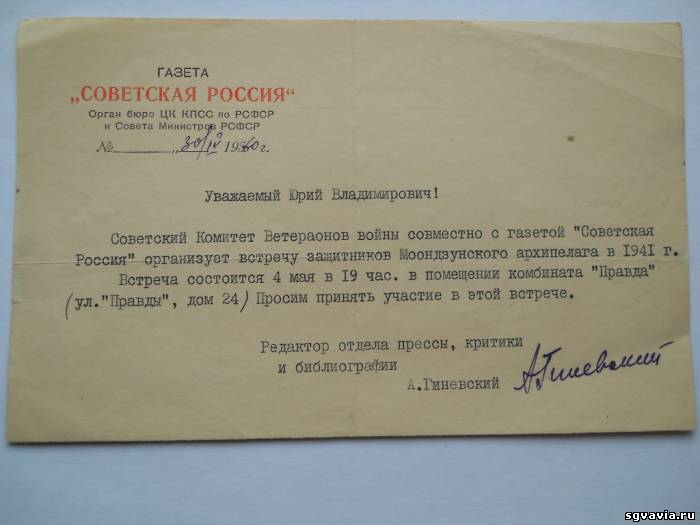 ГАЗЕТА
„СОВЕТСКАЯ РОССИЯ“
Орган бюро ЦК КПСС по РСФСР
и Совета Министров РСФСР
№ „30/IV 1960г.
Уважаемый Юрий Владимирович!
Советский Комитет Ветераонов войны совместно с газетой "Советская
Россия" организует встречу защитников Моондзунского архипелага в 1941 г.
Встреча состоится 4 мая в 19 час. в помещении комбината "Правда"
(ул."Правды", дом 24) Просим принять участие в этой встрече.
Редактор отдела прессы, критики
и библиографии
А.Гиневский АГиневский
sgvavia.ru